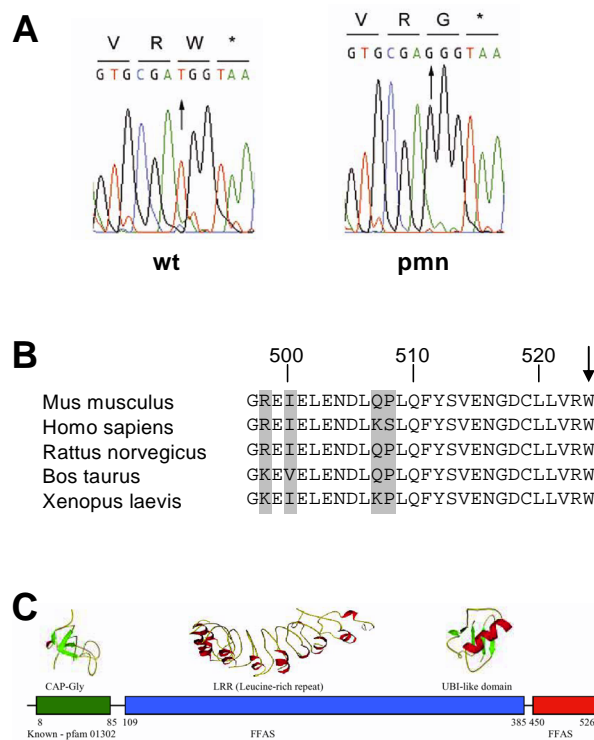 A
V R W *
GTGCGATGGTAA
wt
V R G *
GTGCGAGGGTAA
pmn
B
500 510 520
Mus musculus GREIELENDLQPLQFYSVENGDCLLVRW
Homo sapiens GREIELENDLKSLQFYSVENGDCLLVRW
Rattus norvegicus GREIELENDLQPLQFYSVENGDCLLVRW
Bos taurus GKEVELENDLQPLQFYSVENGDCLLVRW
Xenopus laevis GKEIELENDLKPLQFYSVENGDCLLVRW
C
CAP-Gly LRR (Leucine-rich repeat) UBI-like domain
8 85 109 385 450 526
Known - pfam 01302 FFAS FFAS